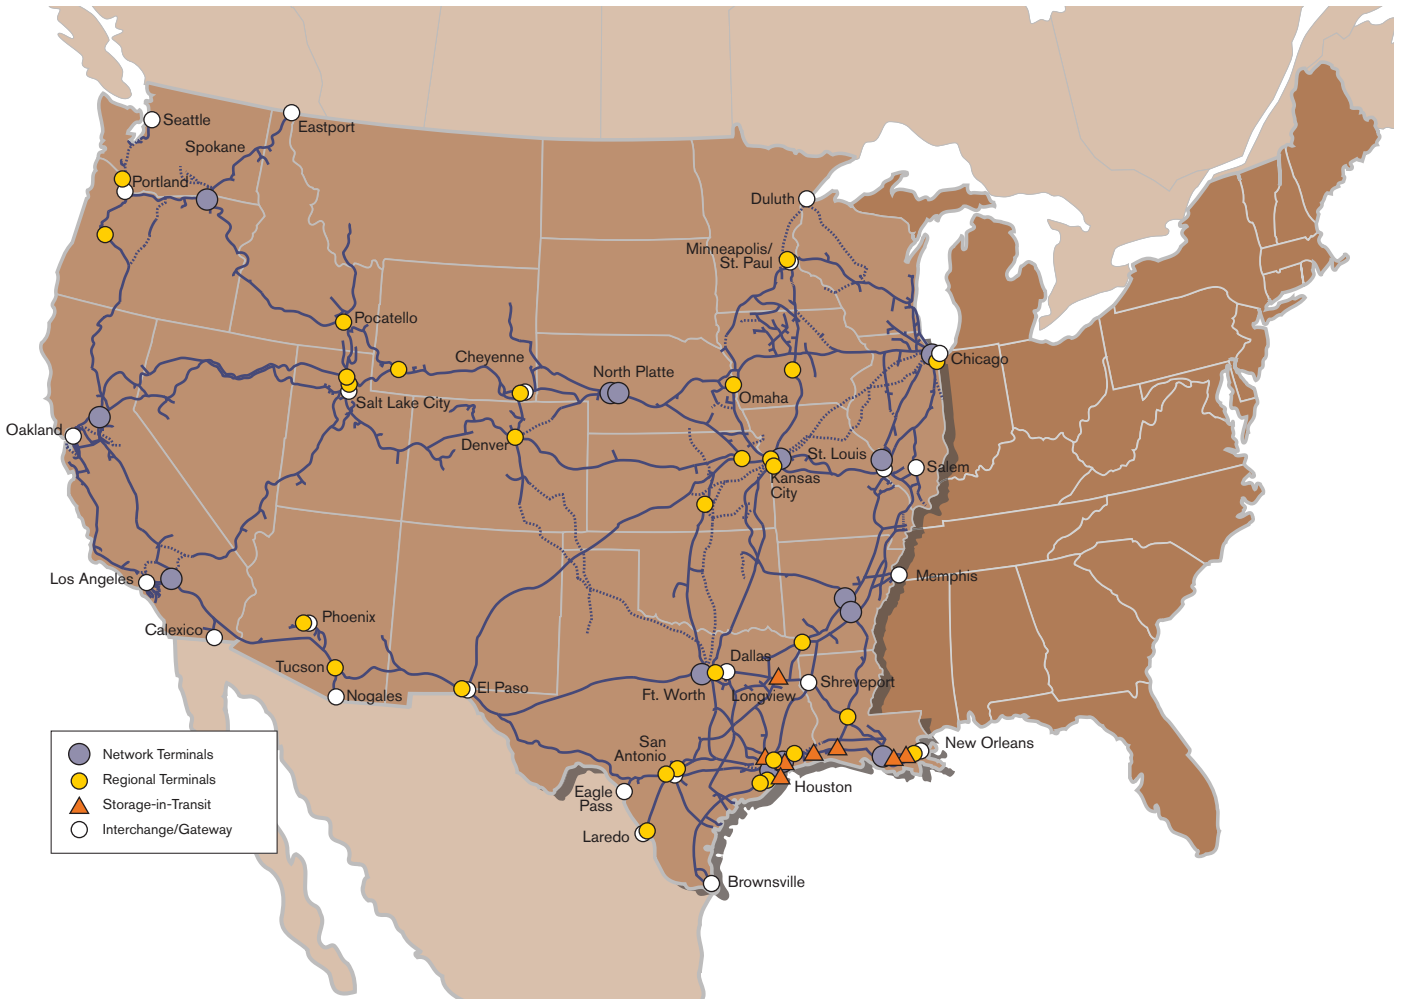 Seattle
Eastport
Spokane
Portland
Duluth
Minneapolis/
St. Paul
Pocatello
Cheyenne
North Platte
Chicago
Salt Lake City
Omaha
Oakland
Denver
St. Louis
Salem
Kansas
City
Los Angeles
Memphis
Calexico
Phoenix
Tucson
Nogales
El Paso
Dallas
Ft. Worth
Longview
Shreveport
San
Antonio
New Orleans
Eagle
Pass
Houston
Laredo
Brownsville
Network Terminals
Regional Terminals
Storage-in-Transit
Interchange/Gateway